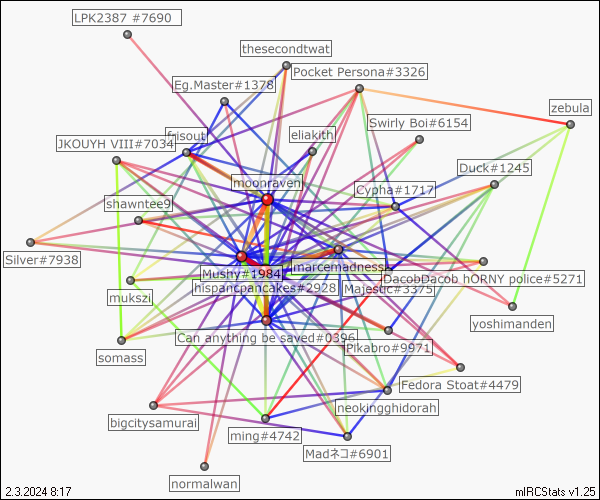 LPK2387 #7690
thesecondtwat
Pocket Persona#3326
Eg.Master#1378
zebula
Swirly Boi#6154
frisout
eliakith
JKOUYH VIII#7034
Duck#1245
moonraven
Cypha#1717
shawntee9
Silver#7938
marcemadness
Mushy#1984
DacobDacob hORNY police#5271
hispancpancakes#2928
Majestic#3375
mukszi
yoshimanden
Can anything be saved#0396
Pikabro#9971
somass
Fedora Stoat#4479
neokingghidorah
bigcitysamurai
ming#4742
Madネコ#6901
normalwan
2.3.2024 8:17
mIRCStats v1.25